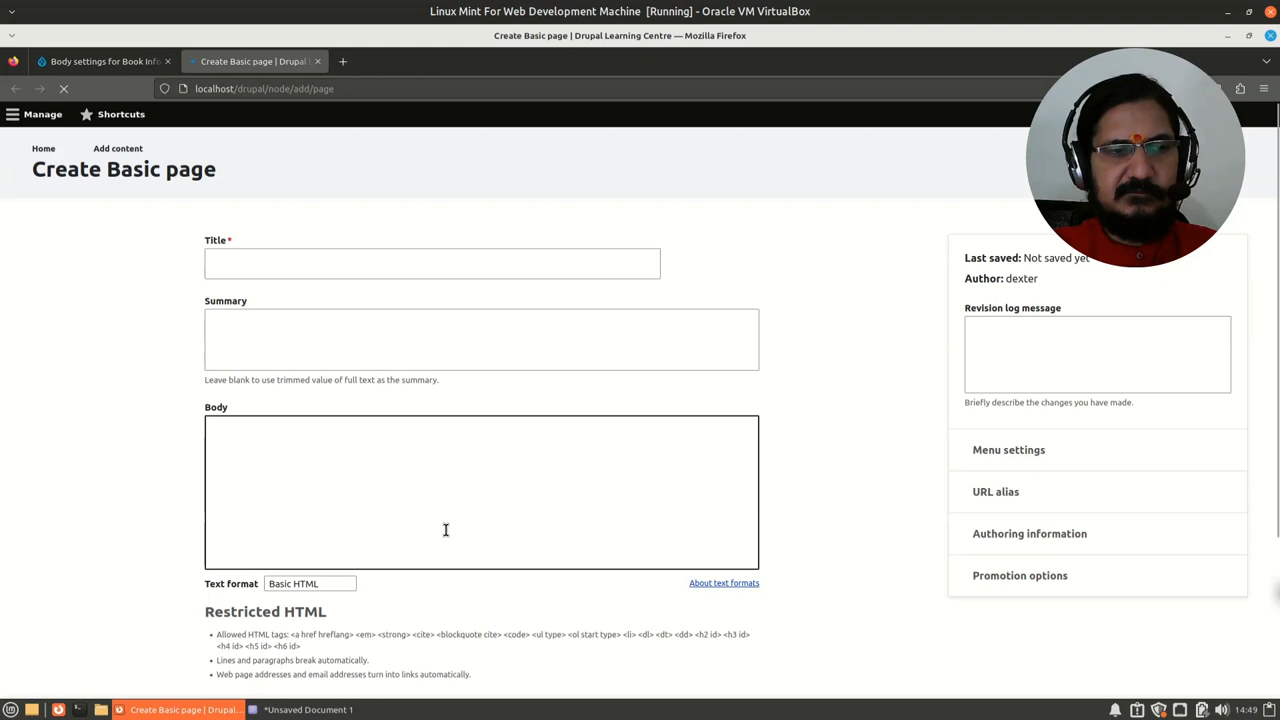 Linux Mint For Web Development Machine [Running] - Oracle VM VirtualBox
Create Basic page | Drupal Learning Centre — Mozilla Firefox
Body settings for Book Info
Create Basic page | Drupal L
localhost/drupal/node/add/page
Manage
Shortcuts
Home
Add content
Create Basic page
Title*
Summary
Leave blank to use trimmed value of full text as the summary.
Body
Text format
Basic HTML
About text formats
Restricted HTML
Allowed HTML tags: <a href hreflang> <em> <strong> <cite> <blockquote cite> <code> <ul type> <ol start type> <li> <dl> <dt> <dd> <h2 id> <h3 id>
<h4 id> <h5 id> <h6 id>
Lines and paragraphs break automatically.
Web page addresses and email addresses turn into links automatically.
Last saved: Not saved yet
Author: dexter
Revision log message
Briefly describe the changes you have made.
Menu settings
URL alias
Authoring information
Promotion options
Create Basic page | Drupal...
*Unsaved Document 1
14:49